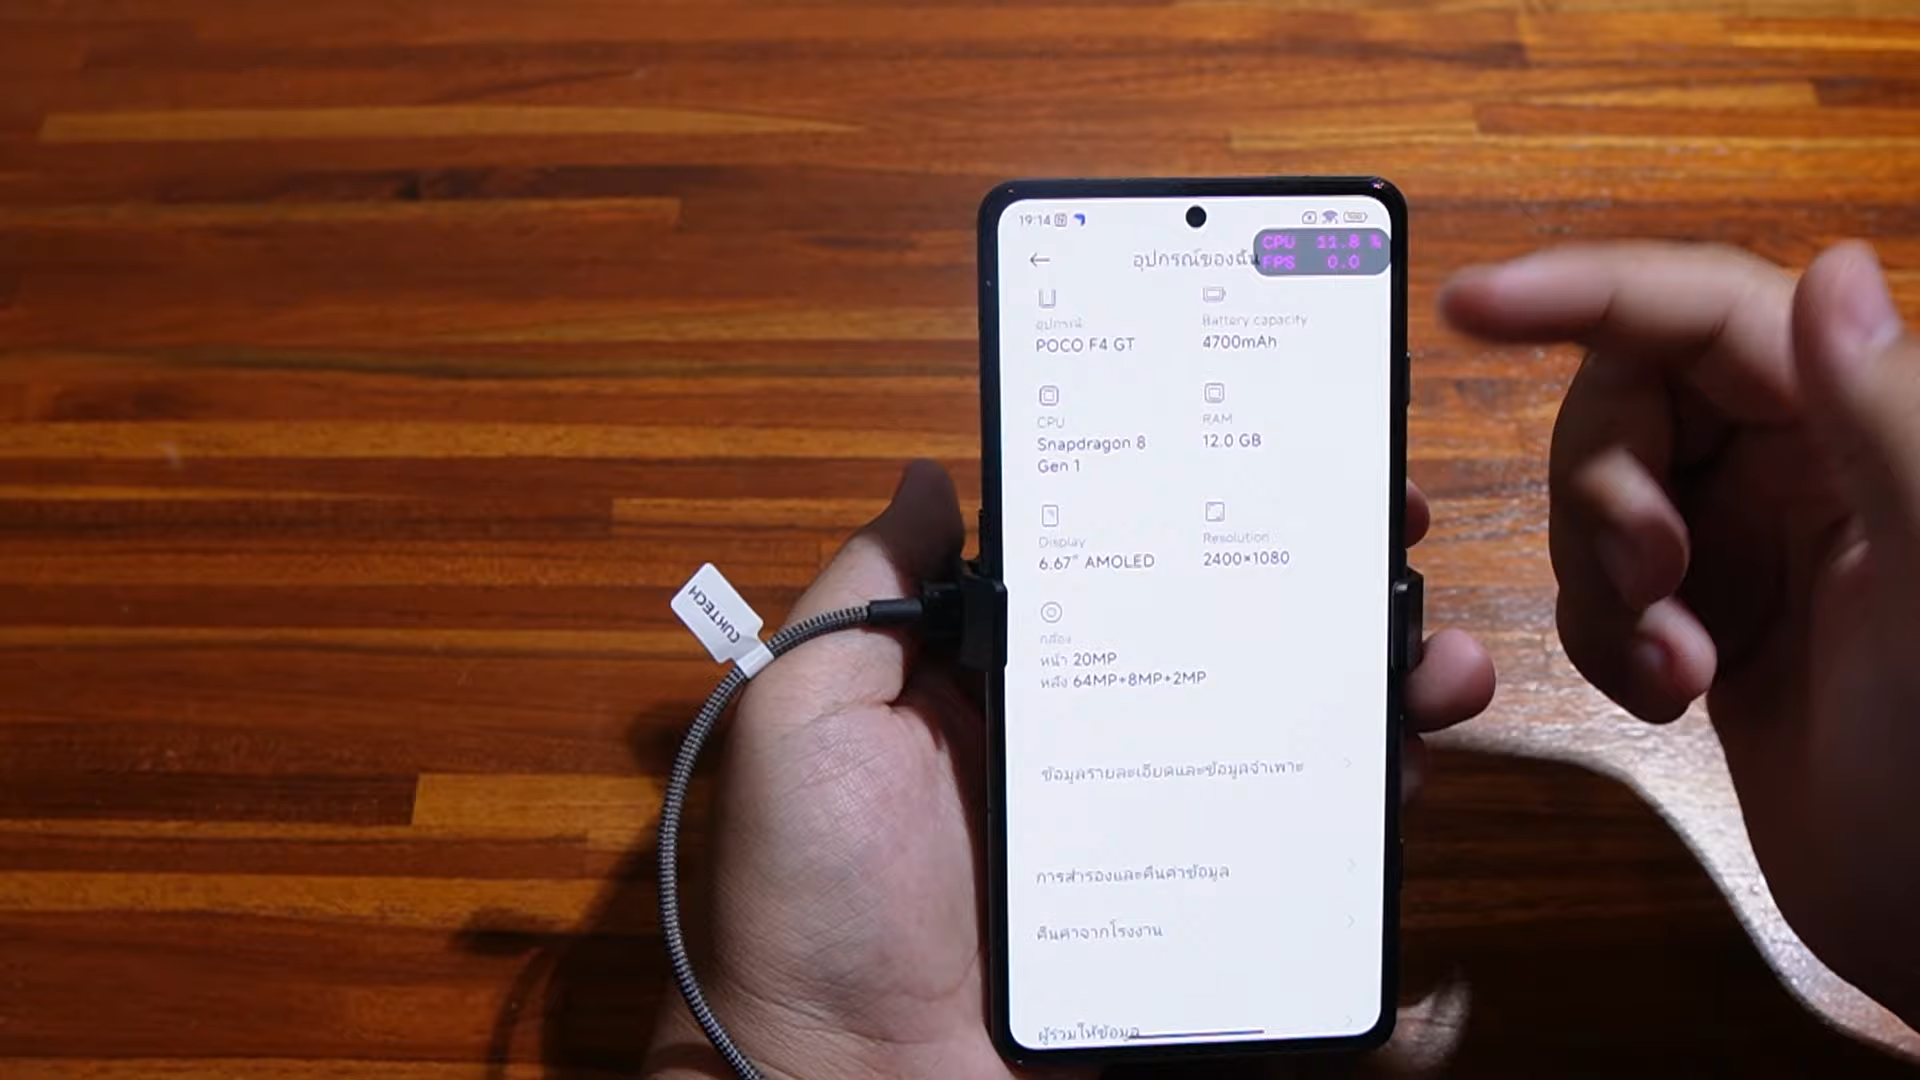 19:14
CPU 11.8 %
FPS 0.0
อุปกรณ์ของฉัน
อุปกรณ์
POCO F4 GT
Battery capacity
4700mAh
CPU
Snapdragon 8
Gen 1
RAM
12.0 GB
Display
6.67" AMOLED
Resolution
2400×1080
กล้อง
หน้า 20MP
หลัง 64MP+8MP+2MP
ข้อมูลรายละเอียดและข้อมูลจำเพาะ
การสำรองและคืนค่าข้อมูล
คืนค่าจากโรงงาน
ผู้ร่วมให้ข้อมูล
CUKTECH